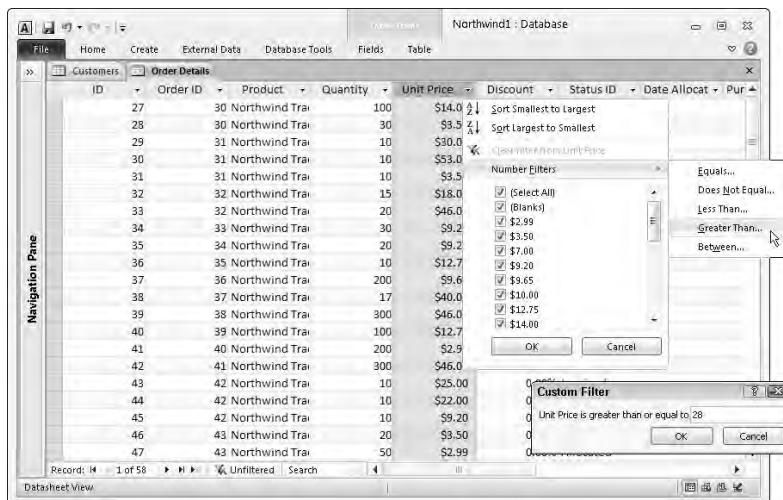 Northwind1 : Database
File Home Create External Data Database Tools Fields Table
Customers Order Details
ID Order ID Product Quantity Unit Price Discount Status ID Date Allocat Pur
27 30 Northwind Tra 100 $14.0
28 30 Northwind Tra 30 $3.5
29 31 Northwind Tra 10 $30.0
30 31 Northwind Tra 10 $53.0
31 31 Northwind Tra 10 $3.5
32 32 Northwind Tra 15 $18.0
33 32 Northwind Tra 20 $46.0
34 33 Northwind Tra 30 $9.2
35 34 Northwind Tra 20 $9.2
36 35 Northwind Tra 10 $12.7
37 36 Northwind Tra 200 $9.6
38 37 Northwind Tra 17 $40.0
39 38 Northwind Tra 300 $46.0
40 39 Northwind Tra 100 $12.7
41 40 Northwind Tra 200 $2.9
42 41 Northwind Tra 300 $46.0
43 42 Northwind Tra 10 $25.00
44 42 Northwind Tra 10 $22.00
45 42 Northwind Tra 10 $9.20
46 43 Northwind Tra 20 $3.50
47 43 Northwind Tra 50 $2.99
Sort Smallest to Largest
Sort Largest to Smallest
Clear filter from Unit Price
Number Filters
(Select All)
(Blanks)
$2.99
$3.50
$7.00
$9.20
$9.65
$10.00
$12.75
$14.00
OK Cancel
Equals...
Does Not Equal...
Less Than...
Greater Than...
Between...
Custom Filter
Unit Price is greater than or equal to 28
OK Cancel
Navigation Pane
Record: 1 of 58 Unfiltered Search
Datasheet View